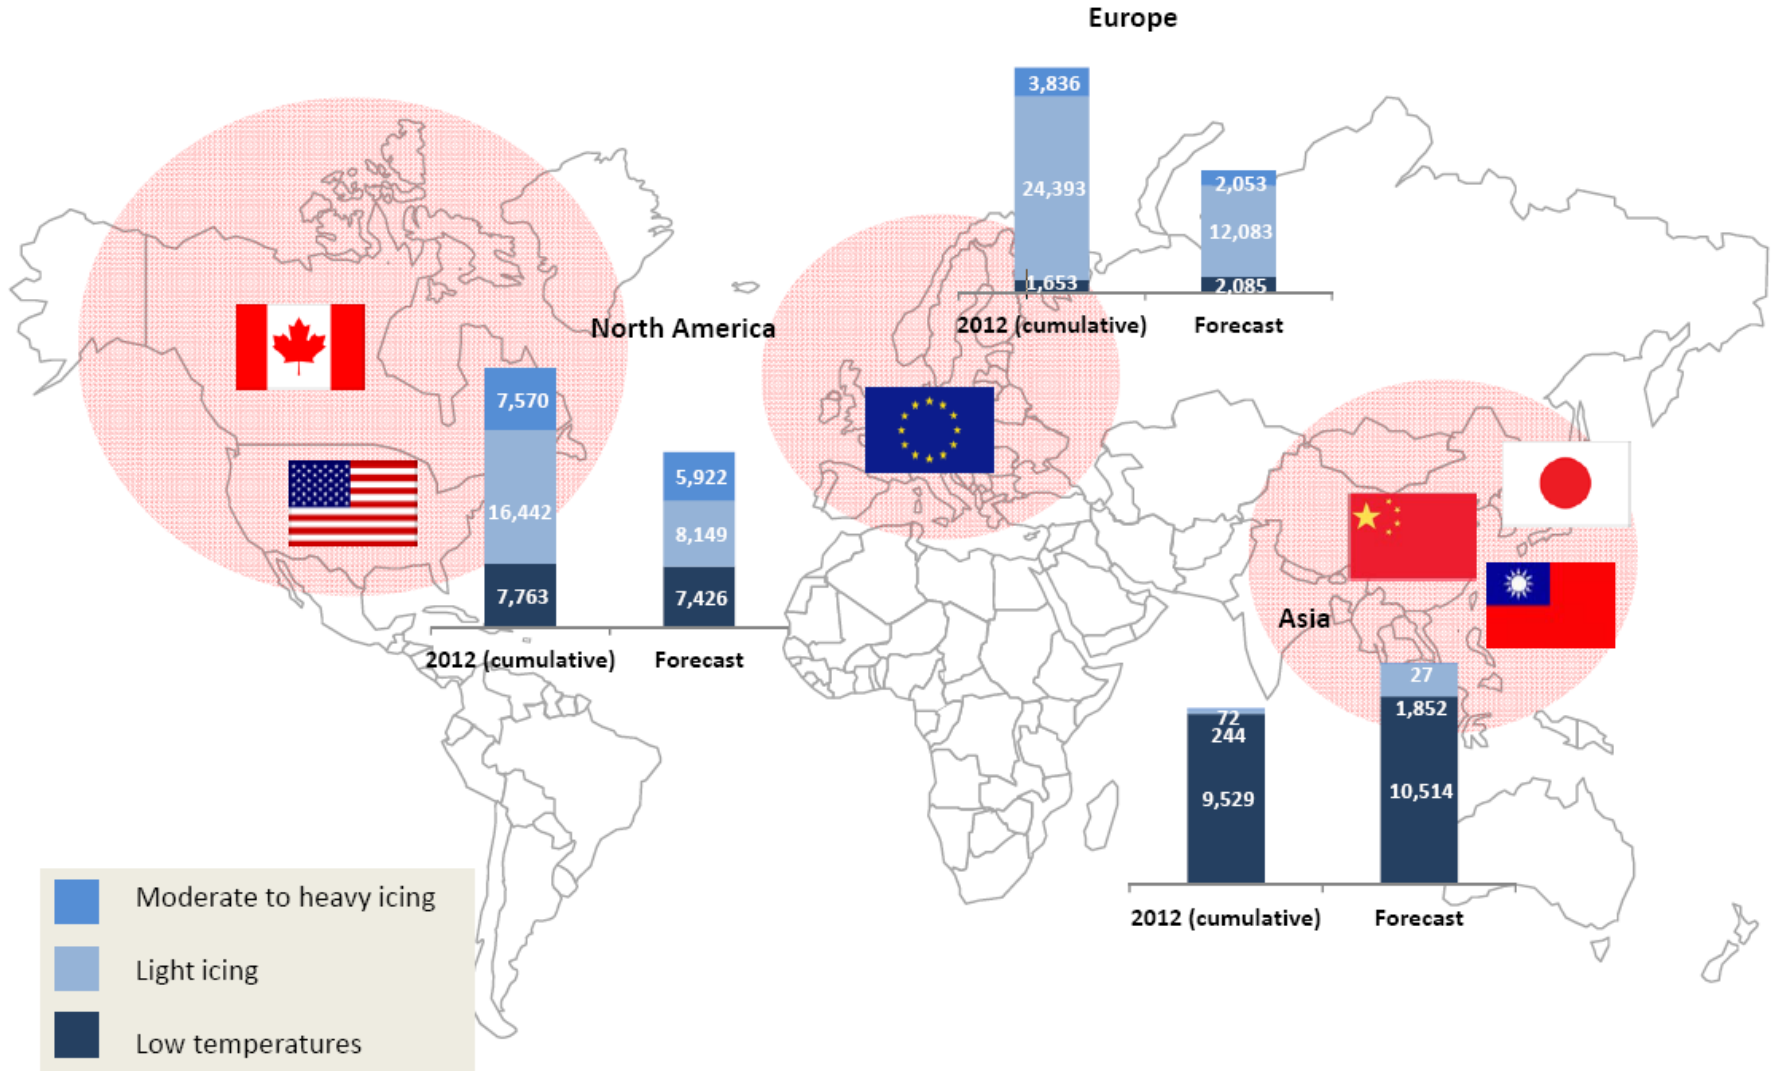 Europe
3,836
24,393
1,653
2012 (cumulative)
2,053
12,083
2,085
Forecast
North America
7,570
16,442
7,763
2012 (cumulative)
5,922
8,149
7,426
Forecast
Asia
72
244
9,529
2012 (cumulative)
27
1,852
10,514
Forecast
Moderate to heavy icing
Light icing
Low temperatures